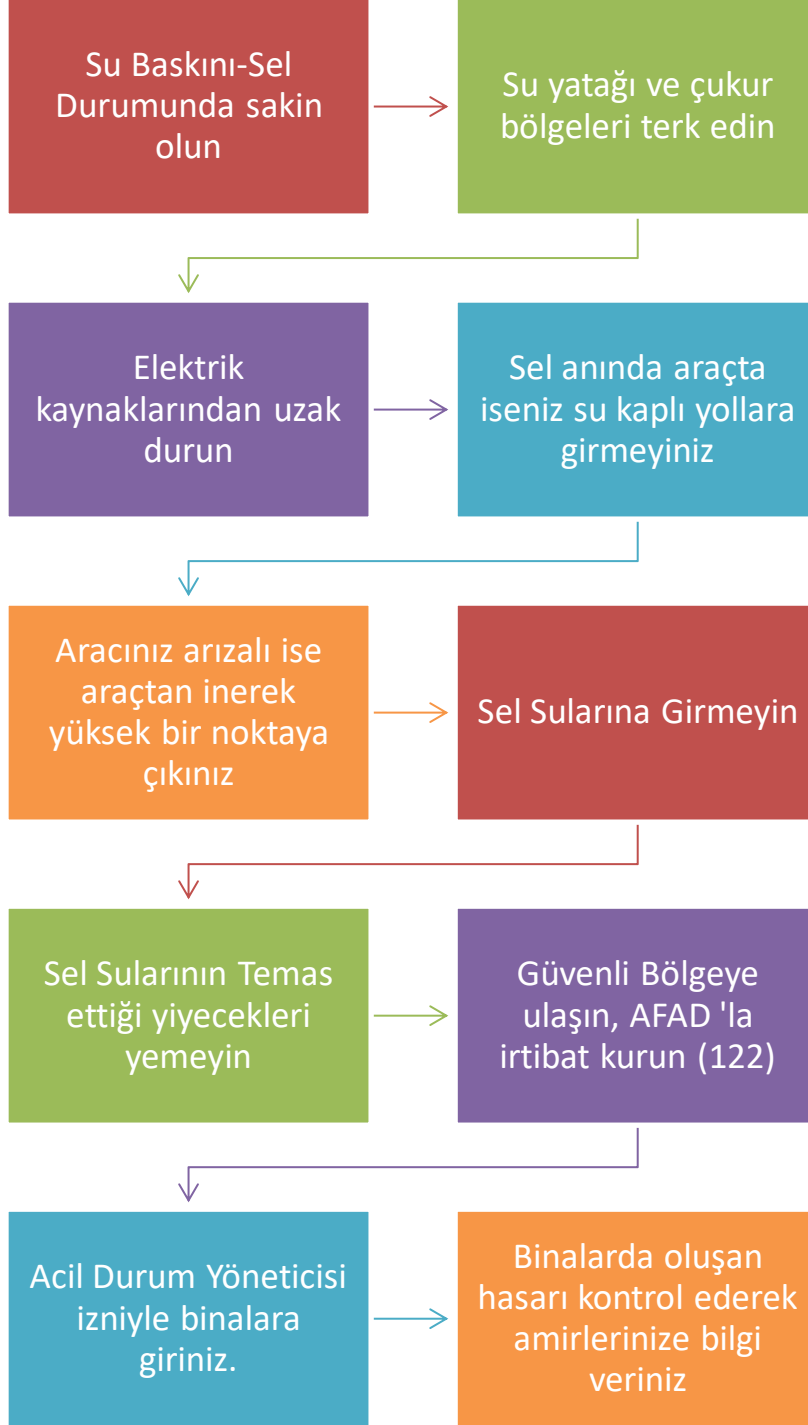 Su Baskını-Sel
Durumunda sakin
olun
Su yatağı ve çukur
bölgeleri terk edin
Elektrik
kaynaklarından uzak
durun
Sel anında araçta
iseniz su kaplı yollara
girmeyiniz
Aracınız arızalı ise
araçtan inerek
yüksek bir noktaya
çıkınız
Sel Sularına Girmeyin
Sel Sularının Temas
ettiği yiyecekleri
yemeyin
Güvenli Bölgeye
ulaşın, AFAD 'la
irtibat kurun (122)
Acil Durum Yöneticisi
izniyle binalara
giriniz.
Binalarda oluşan
hasarı kontrol ederek
amirlerinize bilgi
veriniz